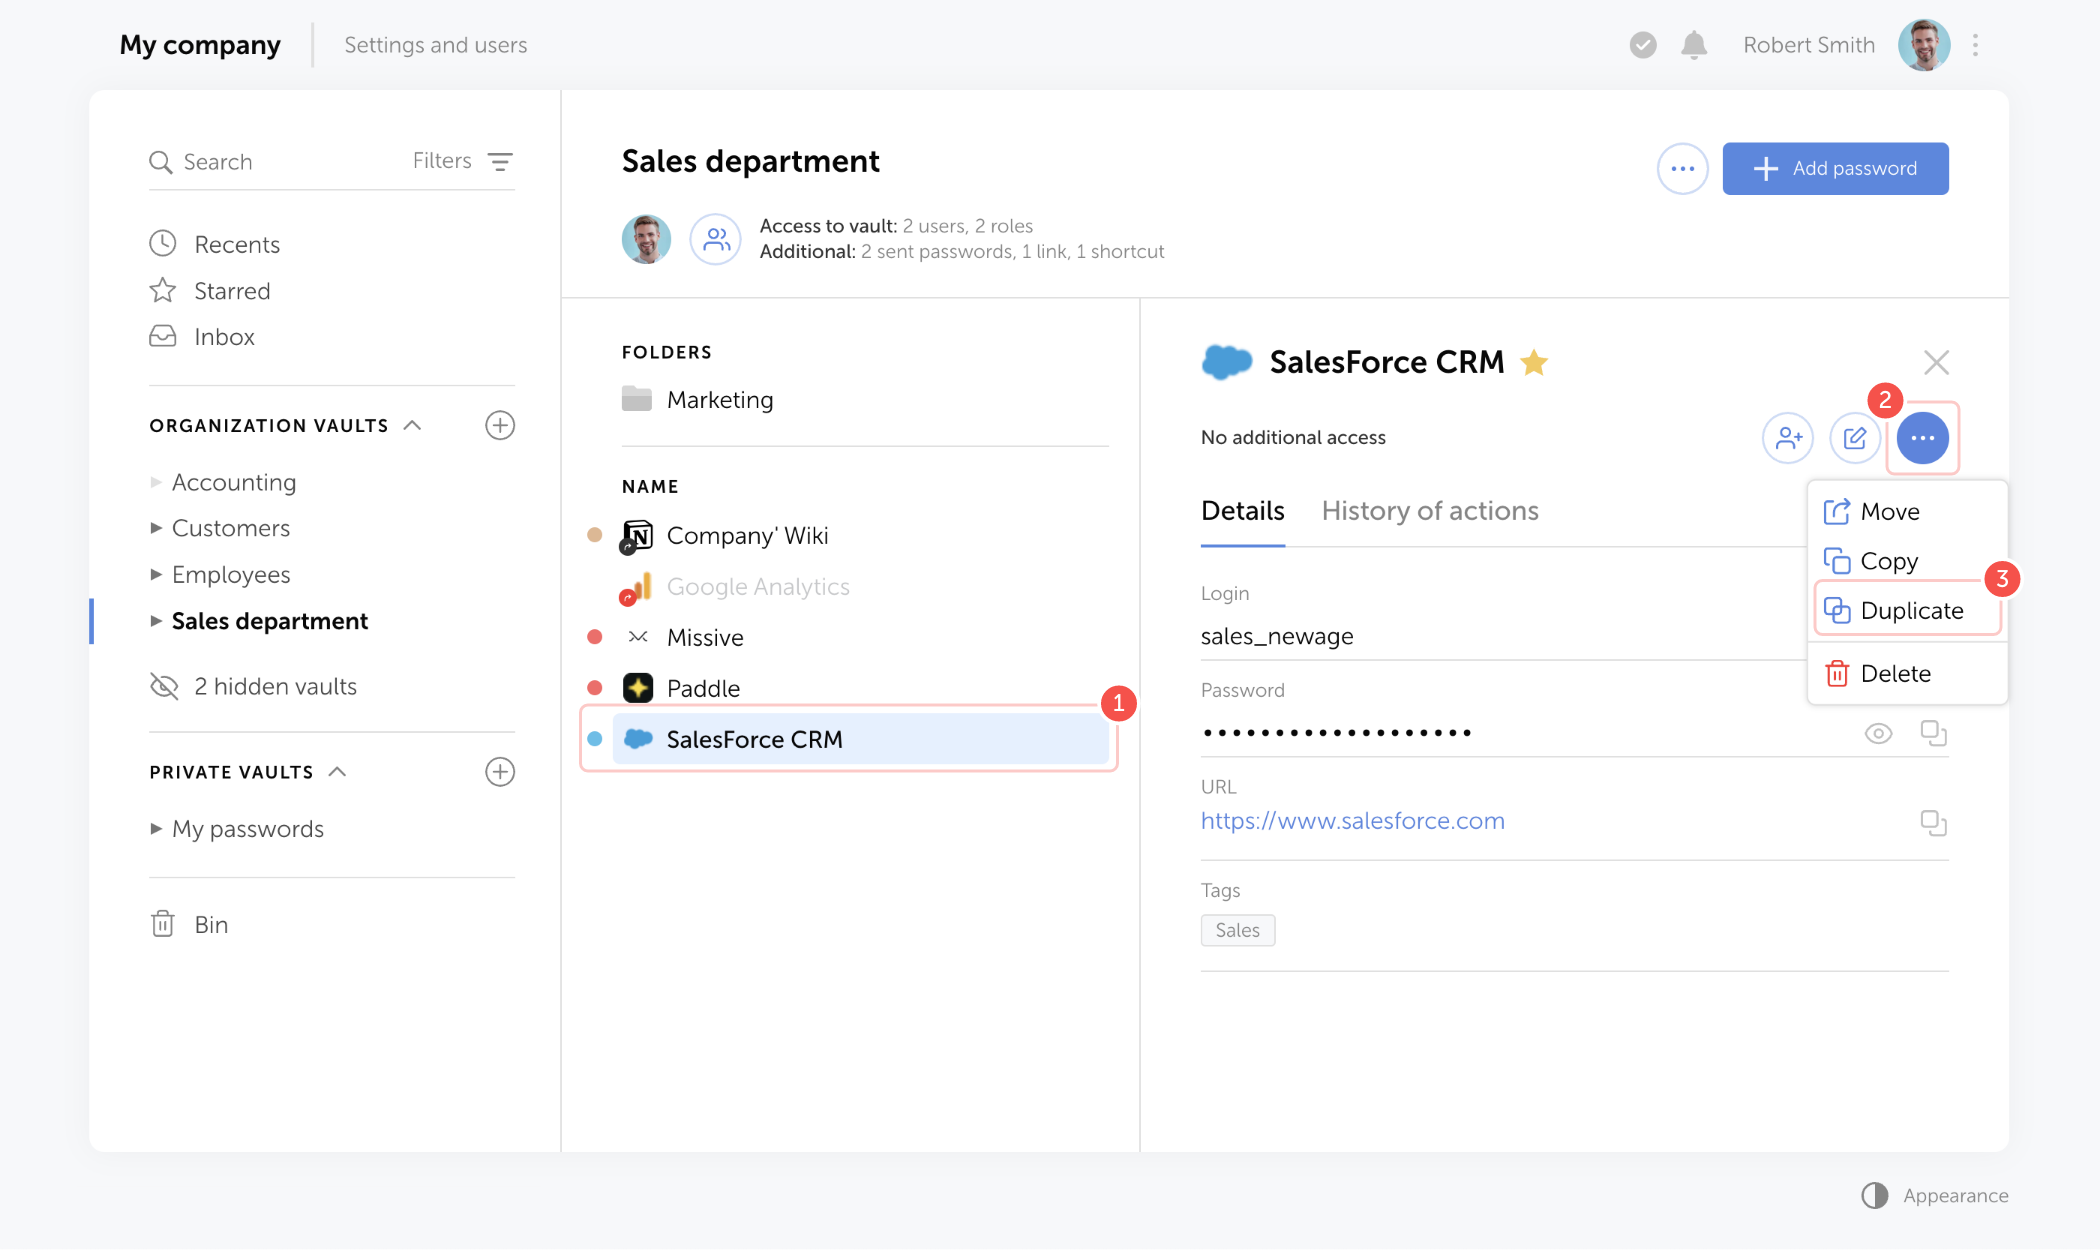 My company
Settings and users
Robert Smith
Search
Filters
Recents
Starred
Inbox
ORGANIZATION VAULTS
Accounting
Customers
Employees
Sales department
2 hidden vaults
PRIVATE VAULTS
My passwords
Bin
Sales department
Add password
Access to vault: 2 users, 2 roles
Additional: 2 sent passwords, 1 link, 1 shortcut
FOLDERS
Marketing
NAME
Company' Wiki
Google Analytics
Missive
Paddle
1
SalesForce CRM
SalesForce CRM
2
No additional access
Details
History of actions
Move
Copy
3
Duplicate
Delete
Login
sales_newage
Password
•••••••••••••••••••
URL
https://www.salesforce.com
Tags
Sales
Appearance